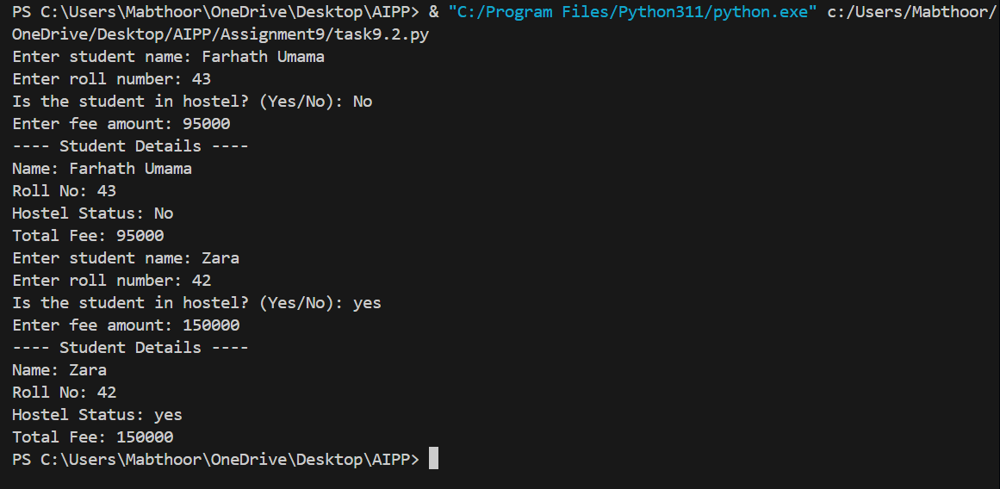 PS C:\Users\Mabthoor\OneDrive\Desktop\AIPP> & "C:/Program Files/Python311/python.exe" c:/Users/Mabthoor/
OneDrive/Desktop/AIPP/Assignment9/task9.2.py
Enter student name: Farhath Umama
Enter roll number: 43
Is the student in hostel? (Yes/No): No
Enter fee amount: 95000
---- Student Details ----
Name: Farhath Umama
Roll No: 43
Hostel Status: No
Total Fee: 95000
Enter student name: Zara
Enter roll number: 42
Is the student in hostel? (Yes/No): yes
Enter fee amount: 150000
---- Student Details ----
Name: Zara
Roll No: 42
Hostel Status: yes
Total Fee: 150000
PS C:\Users\Mabthoor\OneDrive\Desktop\AIPP>